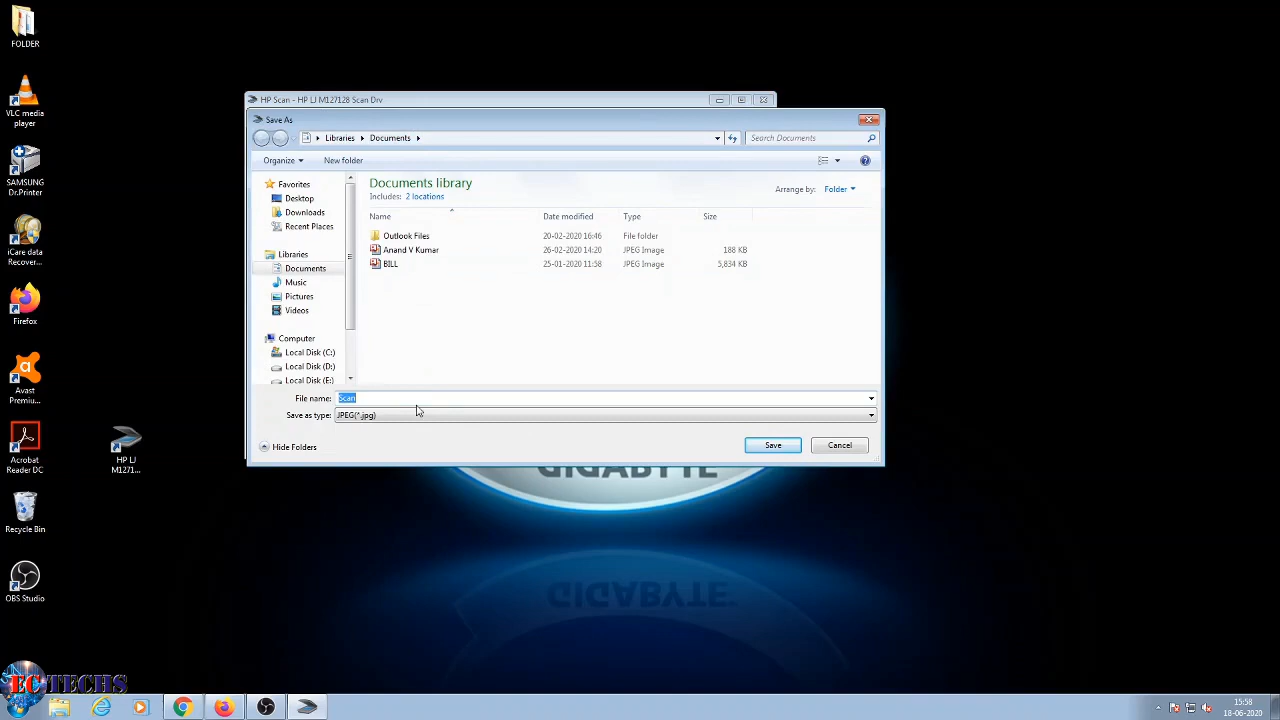 FOLDER
VLC media
player
SAMSUNG
Dr.Printer
iCare data
Recover...
Firefox
Avast
Premiu...
Acrobat
Reader DC
HP LJ
M1271...
Recycle Bin
OBS Studio
HP Scan - HP LJ M127128 Scan Drv
Save As
Libraries
Documents
Search Documents
Organize
New folder
Favorites
Desktop
Downloads
Recent Places
Libraries
Documents
Music
Pictures
Videos
Computer
Local Disk (C:)
Local Disk (D:)
Local Disk (E:)
Documents library
Includes: 2 locations
Arrange by: Folder
Name Date modified Type Size
Outlook Files 20-02-2020 16:46 File folder
Anand V Kumar 26-02-2020 14:20 JPEG Image 188 KB
BILL 25-01-2020 11:58 JPEG Image 5,834 KB
File name: Scan
Save as type: JPEG(*.jpg)
Hide Folders
Save
Cancel
GIGABYTE
GIGABYTE
EC TECHS
15:58
18-06-2020